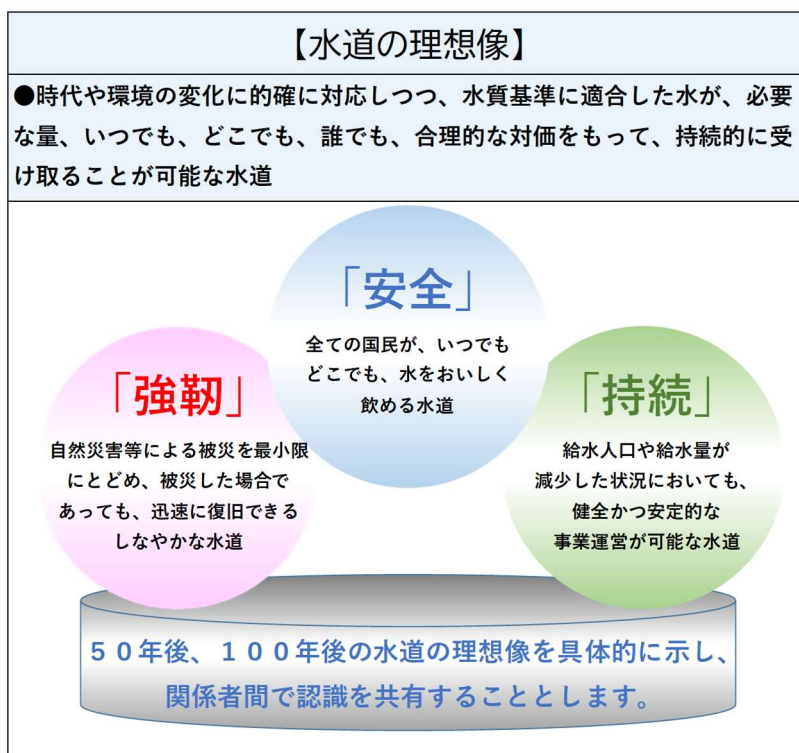 【水道の理想像】
●時代や環境の変化に的確に対応しつつ、水質基準に適合した水が、必要
な量、いつでも、どこでも、誰でも、合理的な対価をもって、持続的に受
け取ることが可能な水道
「安全」
全ての国民が、いつでも
どこでも、水をおいしく
飲める水道
「強靭」
自然災害等による被災を最小限
にとどめ、被災した場合で
あっても、迅速に復旧できる
しなやかな水道
「持続」
給水人口や給水量が
減少した状況においても、
健全かつ安定的な
事業運営が可能な水道
５０年後、１００年後の水道の理想像を具体的に示し、
関係者間で認識を共有することとします。